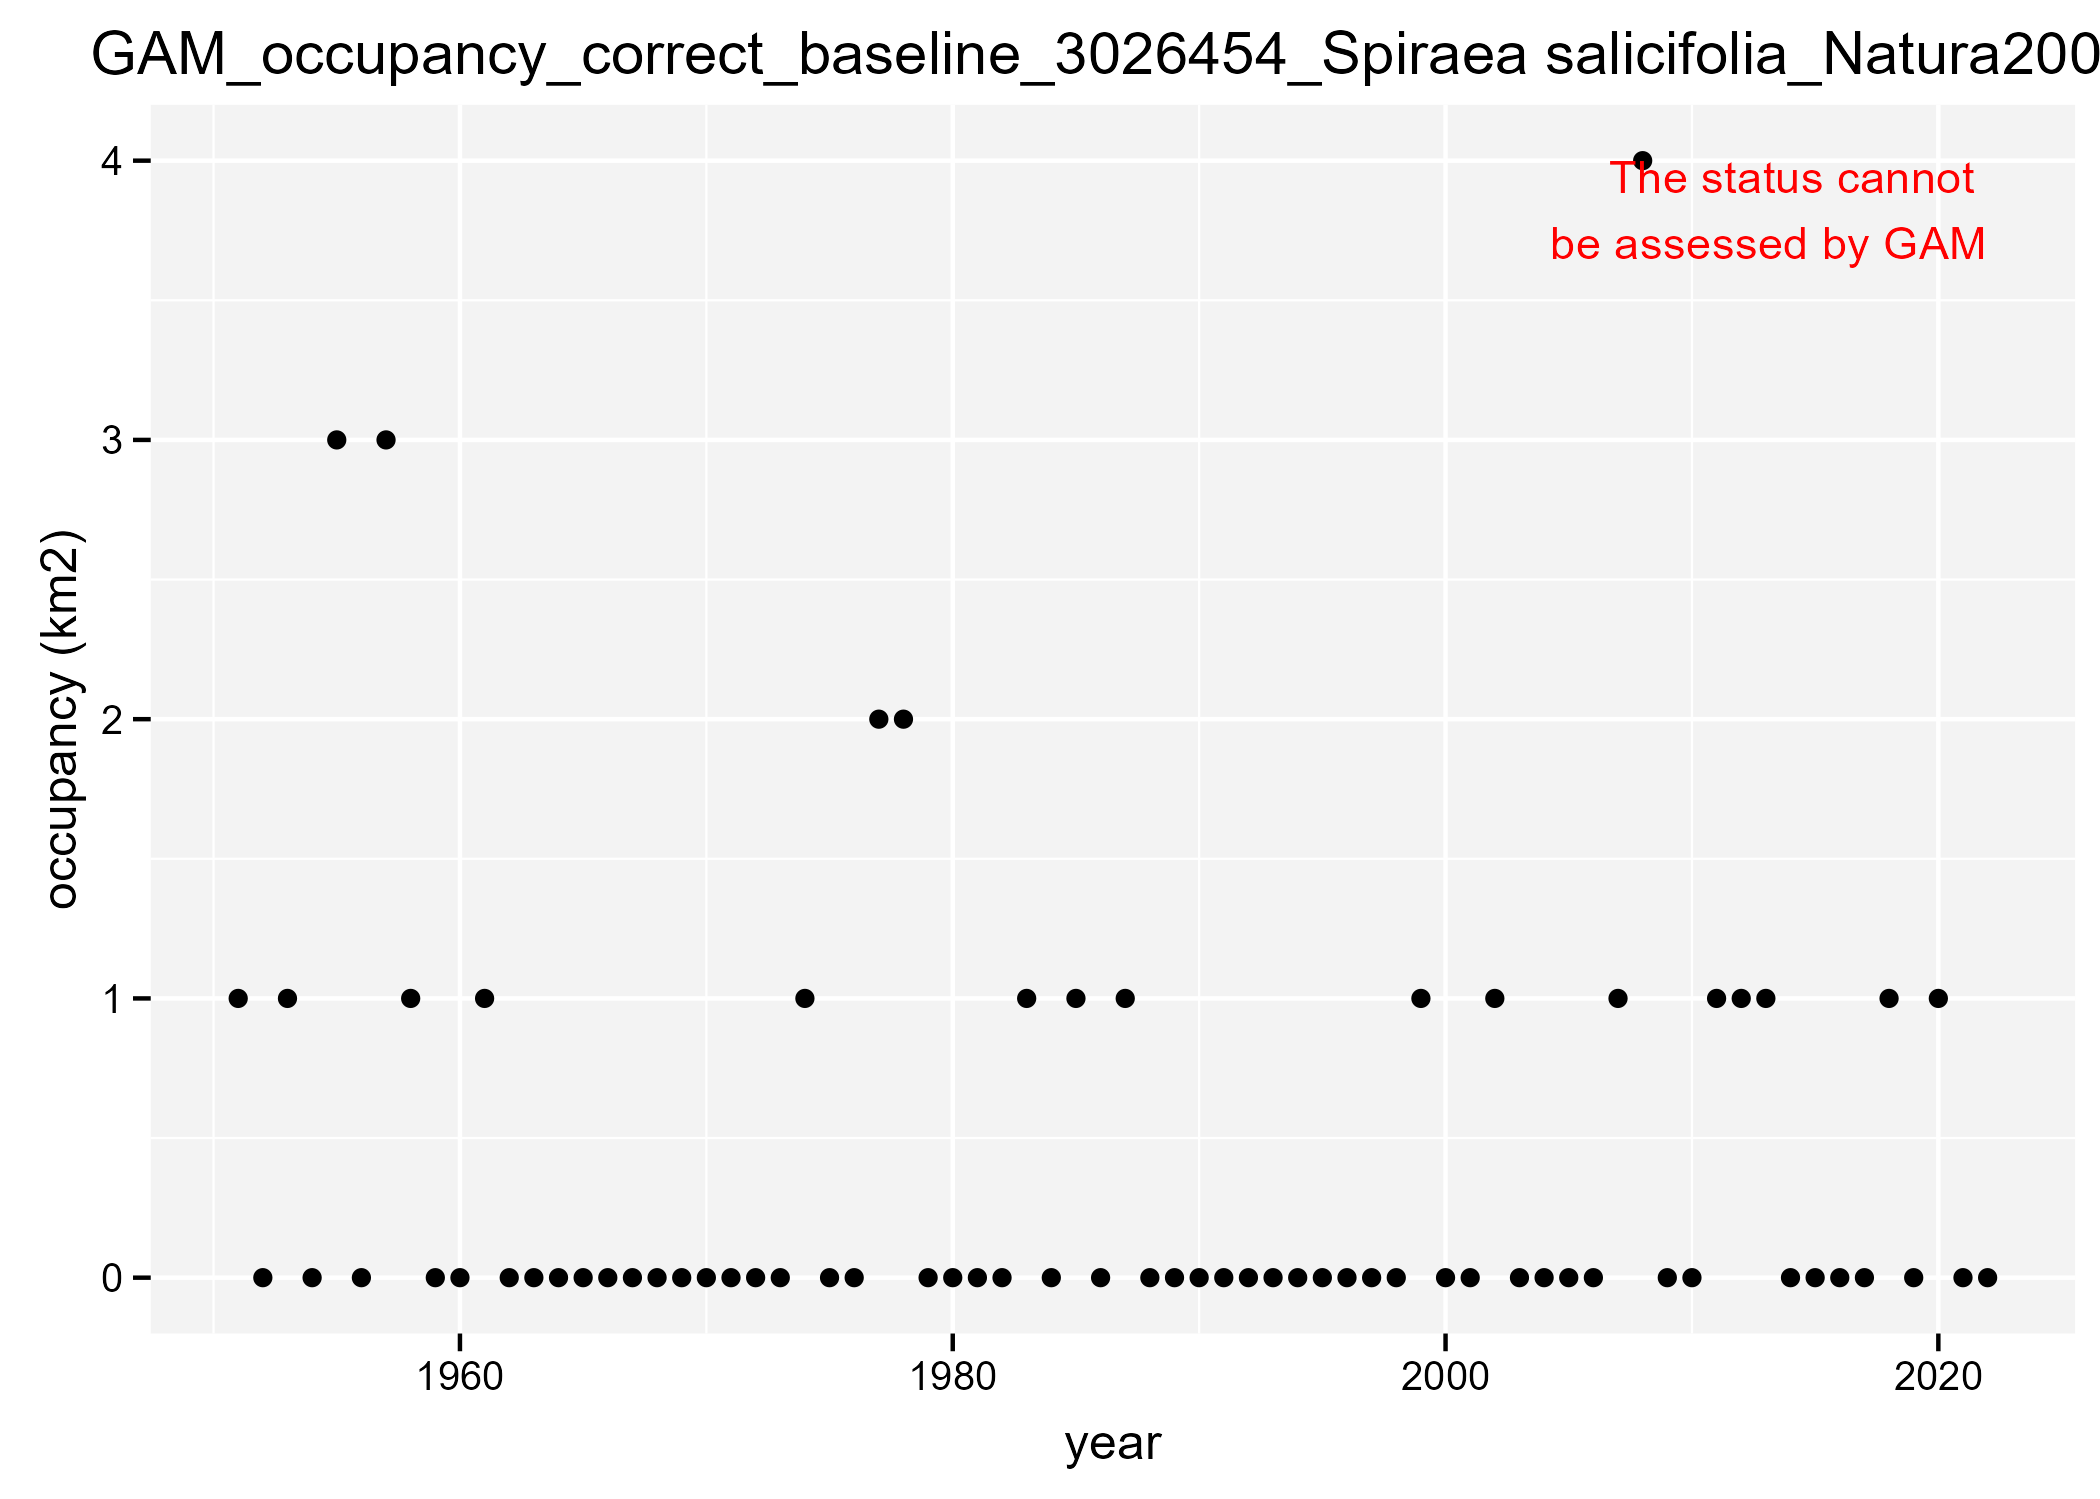 GAM_occupancy_correct_baseline_3026454_Spiraea salicifolia_Natura200
4
The status cannot
be assessed by GAM
3
2
1
0
occupancy (km2)
1960 1980 2000 2020
year